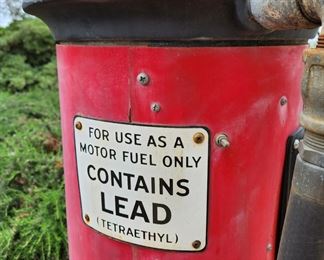 FOR USE AS A
MOTOR FUEL ONLY
CONTAINS
LEAD
(TETRAETHYL)